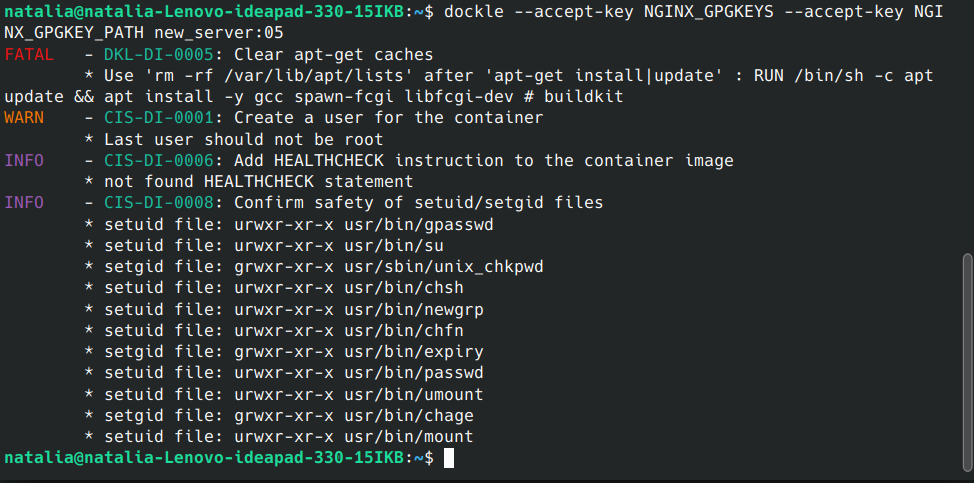 natalia@natalia-Lenovo-ideapad-330-15IKB:~$ dockle --accept-key NGINX_GPGKEYS --accept-key NGI
NX_GPGKEY_PATH new_server:05
FATAL   - DKL-DI-0005: Clear apt-get caches
        * Use 'rm -rf /var/lib/apt/lists' after 'apt-get install|update' : RUN /bin/sh -c apt
update && apt install -y gcc spawn-fcgi libfcgi-dev # buildkit
WARN    - CIS-DI-0001: Create a user for the container
        * Last user should not be root
INFO    - CIS-DI-0006: Add HEALTHCHECK instruction to the container image
        * not found HEALTHCHECK statement
INFO    - CIS-DI-0008: Confirm safety of setuid/setgid files
        * setuid file: urwxr-xr-x usr/bin/gpasswd
        * setuid file: urwxr-xr-x usr/bin/su
        * setgid file: grwxr-xr-x usr/sbin/unix_chkpwd
        * setuid file: urwxr-xr-x usr/bin/chsh
        * setuid file: urwxr-xr-x usr/bin/newgrp
        * setuid file: urwxr-xr-x usr/bin/chfn
        * setgid file: grwxr-xr-x usr/bin/expiry
        * setuid file: urwxr-xr-x usr/bin/passwd
        * setuid file: urwxr-xr-x usr/bin/umount
        * setgid file: grwxr-xr-x usr/bin/chage
        * setuid file: urwxr-xr-x usr/bin/mount
natalia@natalia-Lenovo-ideapad-330-15IKB:~$